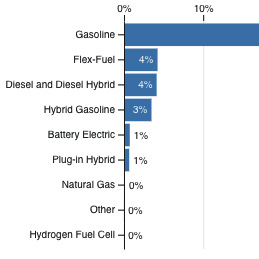 0% 10%
Gasoline
Flex-Fuel 4%
Diesel and Diesel Hybrid 4%
Hybrid Gasoline 3%
Battery Electric 1%
Plug-in Hybrid 1%
Natural Gas 0%
Other 0%
Hydrogen Fuel Cell 0%